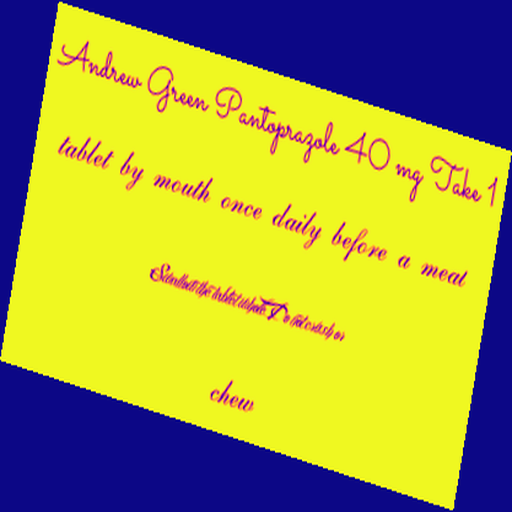 Andrew Green Pantoprazole 40 mg Take 1
tablet by mouth once daily before a meal
Swallow the tablet whole. Do not crush or
chew